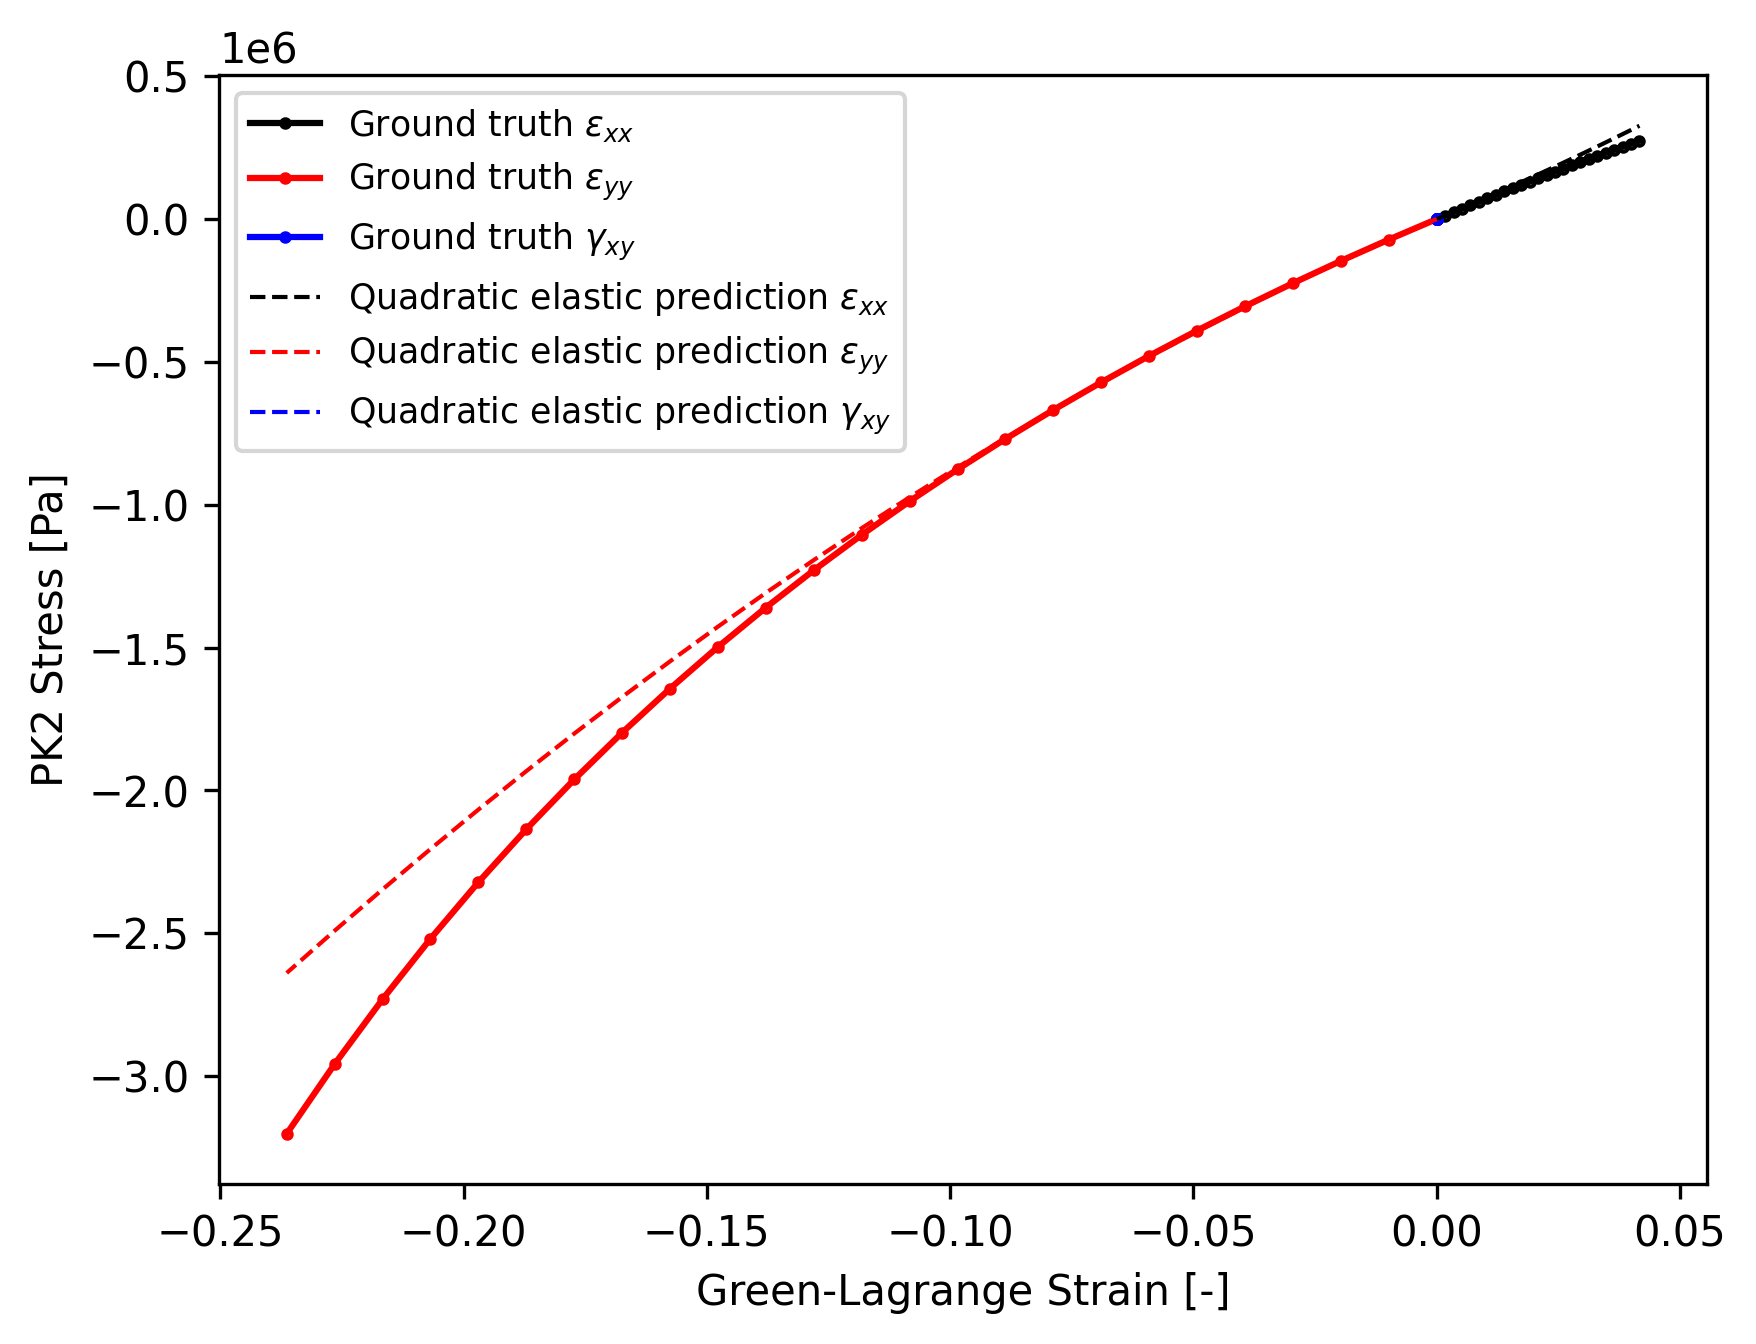 1e6
0.5
0.0
−0.5
−1.0
−1.5
−2.0
−2.5
−3.0
PK2 Stress [Pa]
Ground truth εxx
Ground truth εyy
Ground truth γxy
Quadratic elastic prediction εxx
Quadratic elastic prediction εyy
Quadratic elastic prediction γxy
−0.25 −0.20 −0.15 −0.10 −0.05 0.00 0.05
Green-Lagrange Strain [-]